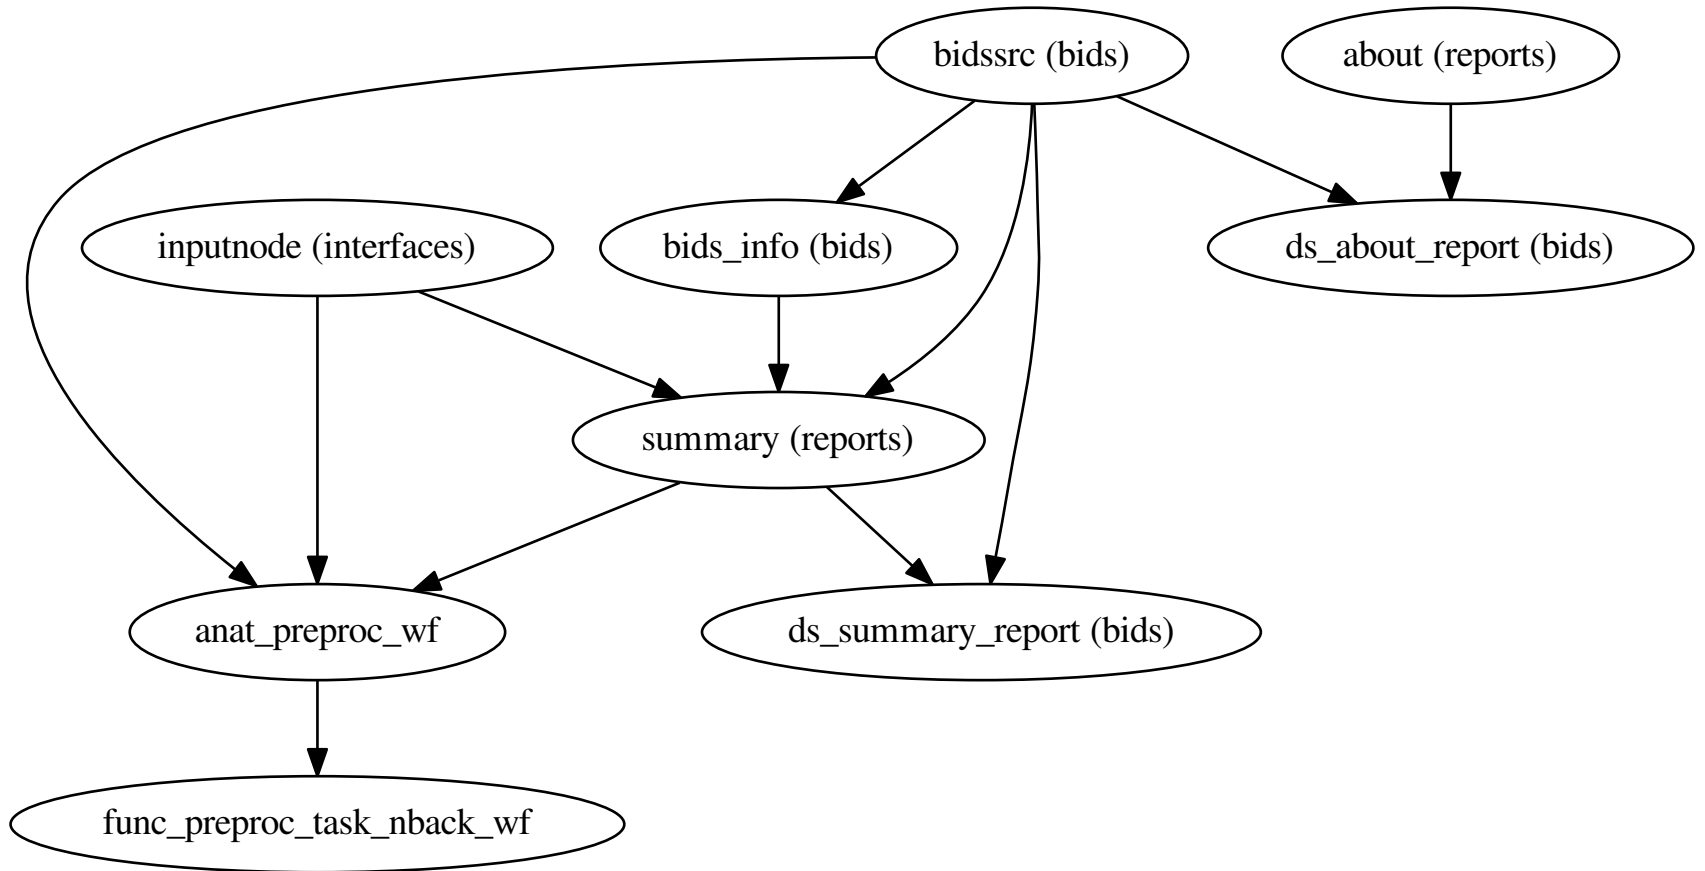 bidssrc (bids)
about (reports)
inputnode (interfaces)
bids_info (bids)
ds_about_report (bids)
summary (reports)
anat_preproc_wf
ds_summary_report (bids)
func_preproc_task_nback_wf